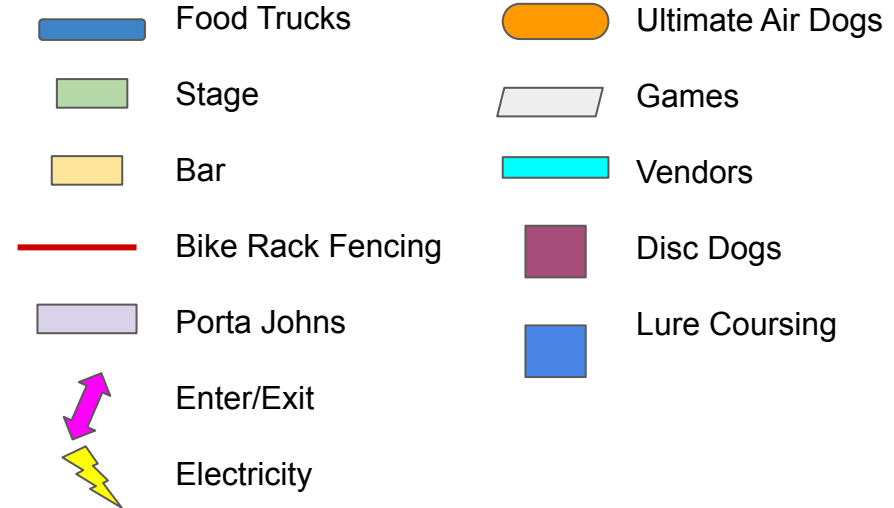 Food Trucks
Stage
Bar
Bike Rack Fencing
Porta Johns
Enter/Exit
Electricity
Ultimate Air Dogs
Games
Vendors
Disc Dogs
Lure Coursing